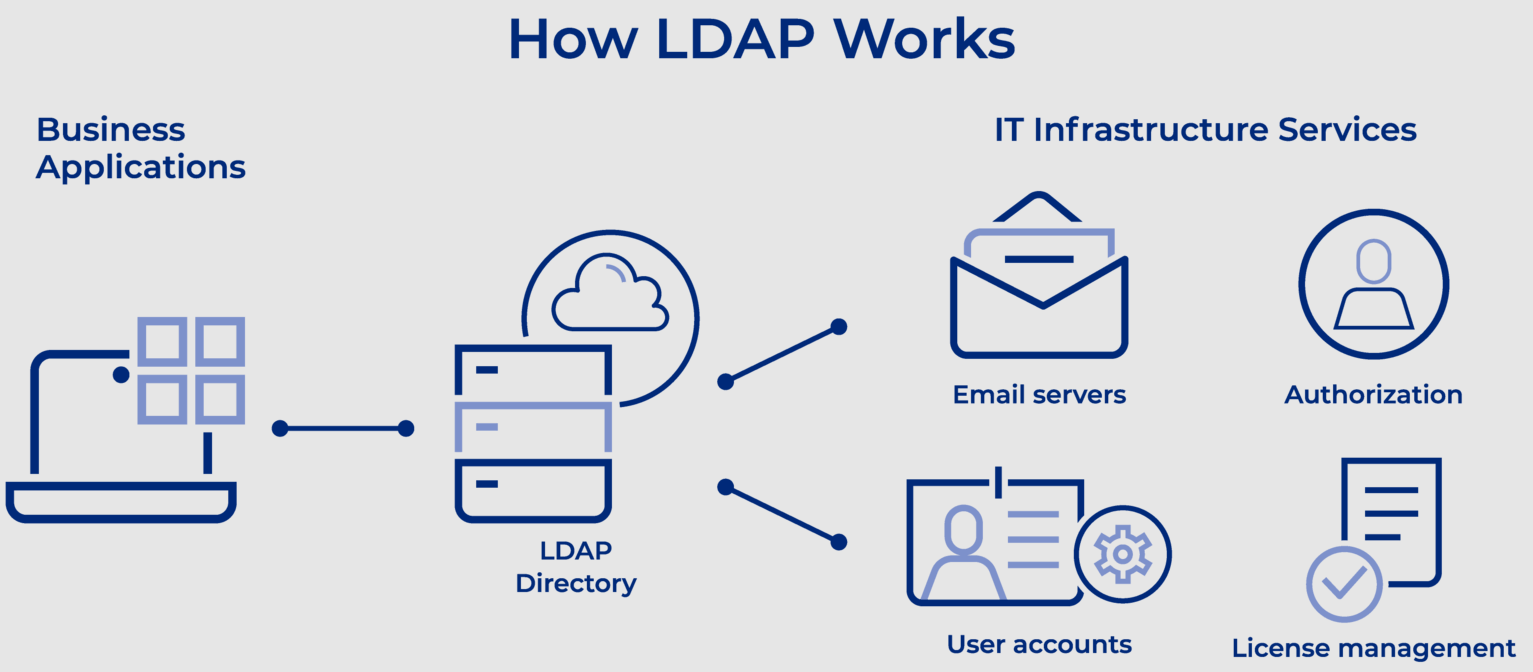 How LDAP Works
Business
Applications
IT Infrastructure Services
LDAP
Directory
Email servers
Authorization
User accounts
License management